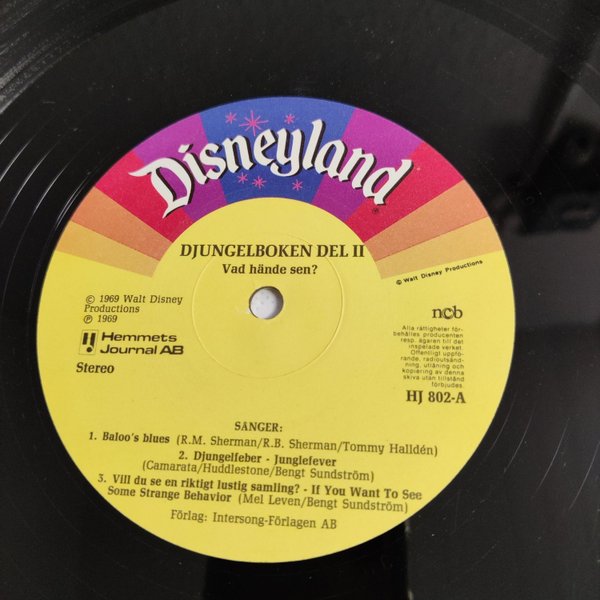 Disneyland
®
DJUNGELBOKEN DEL II
Vad hände sen?
© Walt Disney Productions
© 1969 Walt Disney
Productions
℗ 1969
Hemmets
Journal AB
Stereo
ncb
Alla rättigheter för-
behålles producenten
resp. ägaren till det
inspelade verket.
Offentligt uppfö-
rande, radioutsänd-
ning, utlåning och
kopiering av denna
skiva utan tillstånd
förbjudes.
HJ 802-A
SÅNGER:
1. Baloo's blues (R.M. Sherman/R.B. Sherman/Tommy Halldén)
2. Djungelfeber - Junglefever
(Camarata/Huddlestone/Bengt Sundström)
3. Vill du se en riktigt lustig samling? - If You Want To See
Some Strange Behavior (Mel Leven/Bengt Sundström)
Förlag: Intersong-Förlagen AB